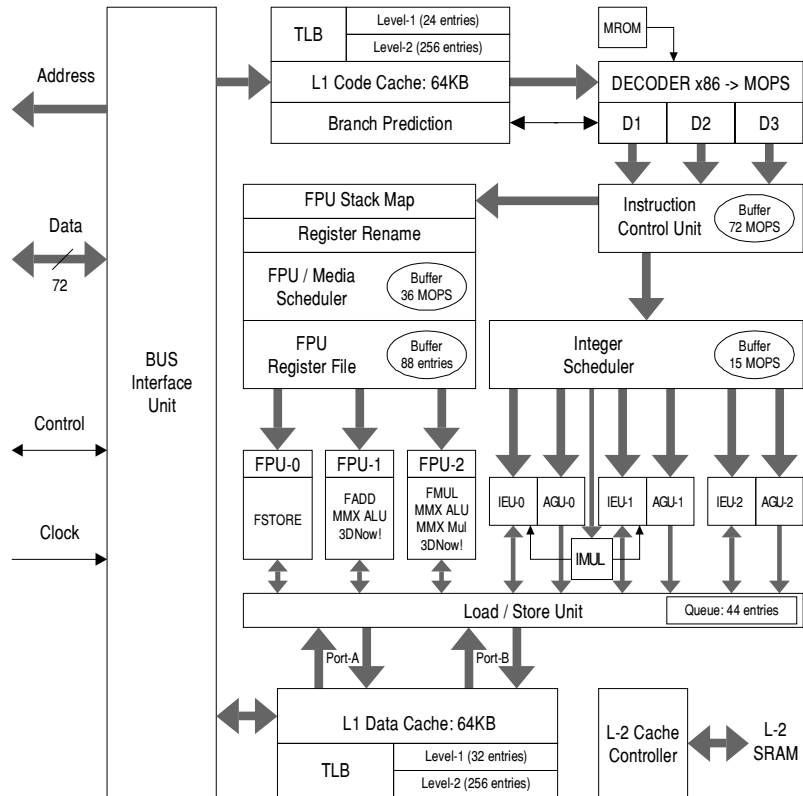 TLB
Level-1 (24 entries)
Level-2 (256 entries)
L1 Code Cache: 64KB
Branch Prediction
MROM
DECODER x86 -> MOPS
D1
D2
D3
Address
Data
72
Control
Clock
BUS
Interface
Unit
FPU Stack Map
Register Rename
FPU / Media
Scheduler
Buffer
36 MOPS
FPU
Register File
Buffer
88 entries
Instruction
Control Unit
Buffer
72 MOPS
Integer
Scheduler
Buffer
15 MOPS
FPU-0
FSTORE
FPU-1
FADD
MMX ALU
3DNow!
FPU-2
FMUL
MMX ALU
MMX Mul
3DNow!
IEU-0
AGU-0
IEU-1
AGU-1
IEU-2
AGU-2
IMUL
Load / Store Unit
Queue: 44 entries
Port-A
Port-B
L1 Data Cache: 64KB
TLB
Level-1 (32 entries)
Level-2 (256 entries)
L-2 Cache
Controller
L-2
SRAM